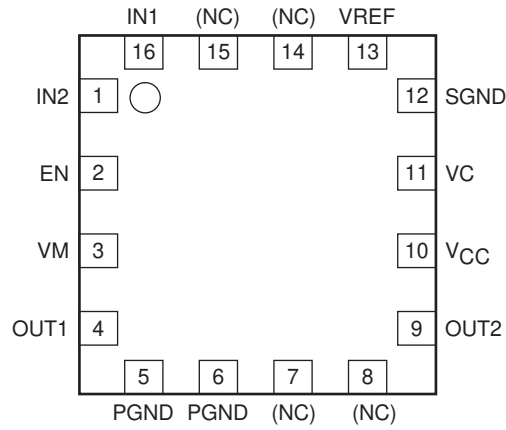 IN1 (NC) (NC) VREF
16 15 14 13
IN2 1 12 SGND
EN 2 11 VC
VM 3 10 VCC
OUT1 4 9 OUT2
5 6 7 8
PGND PGND (NC) (NC)